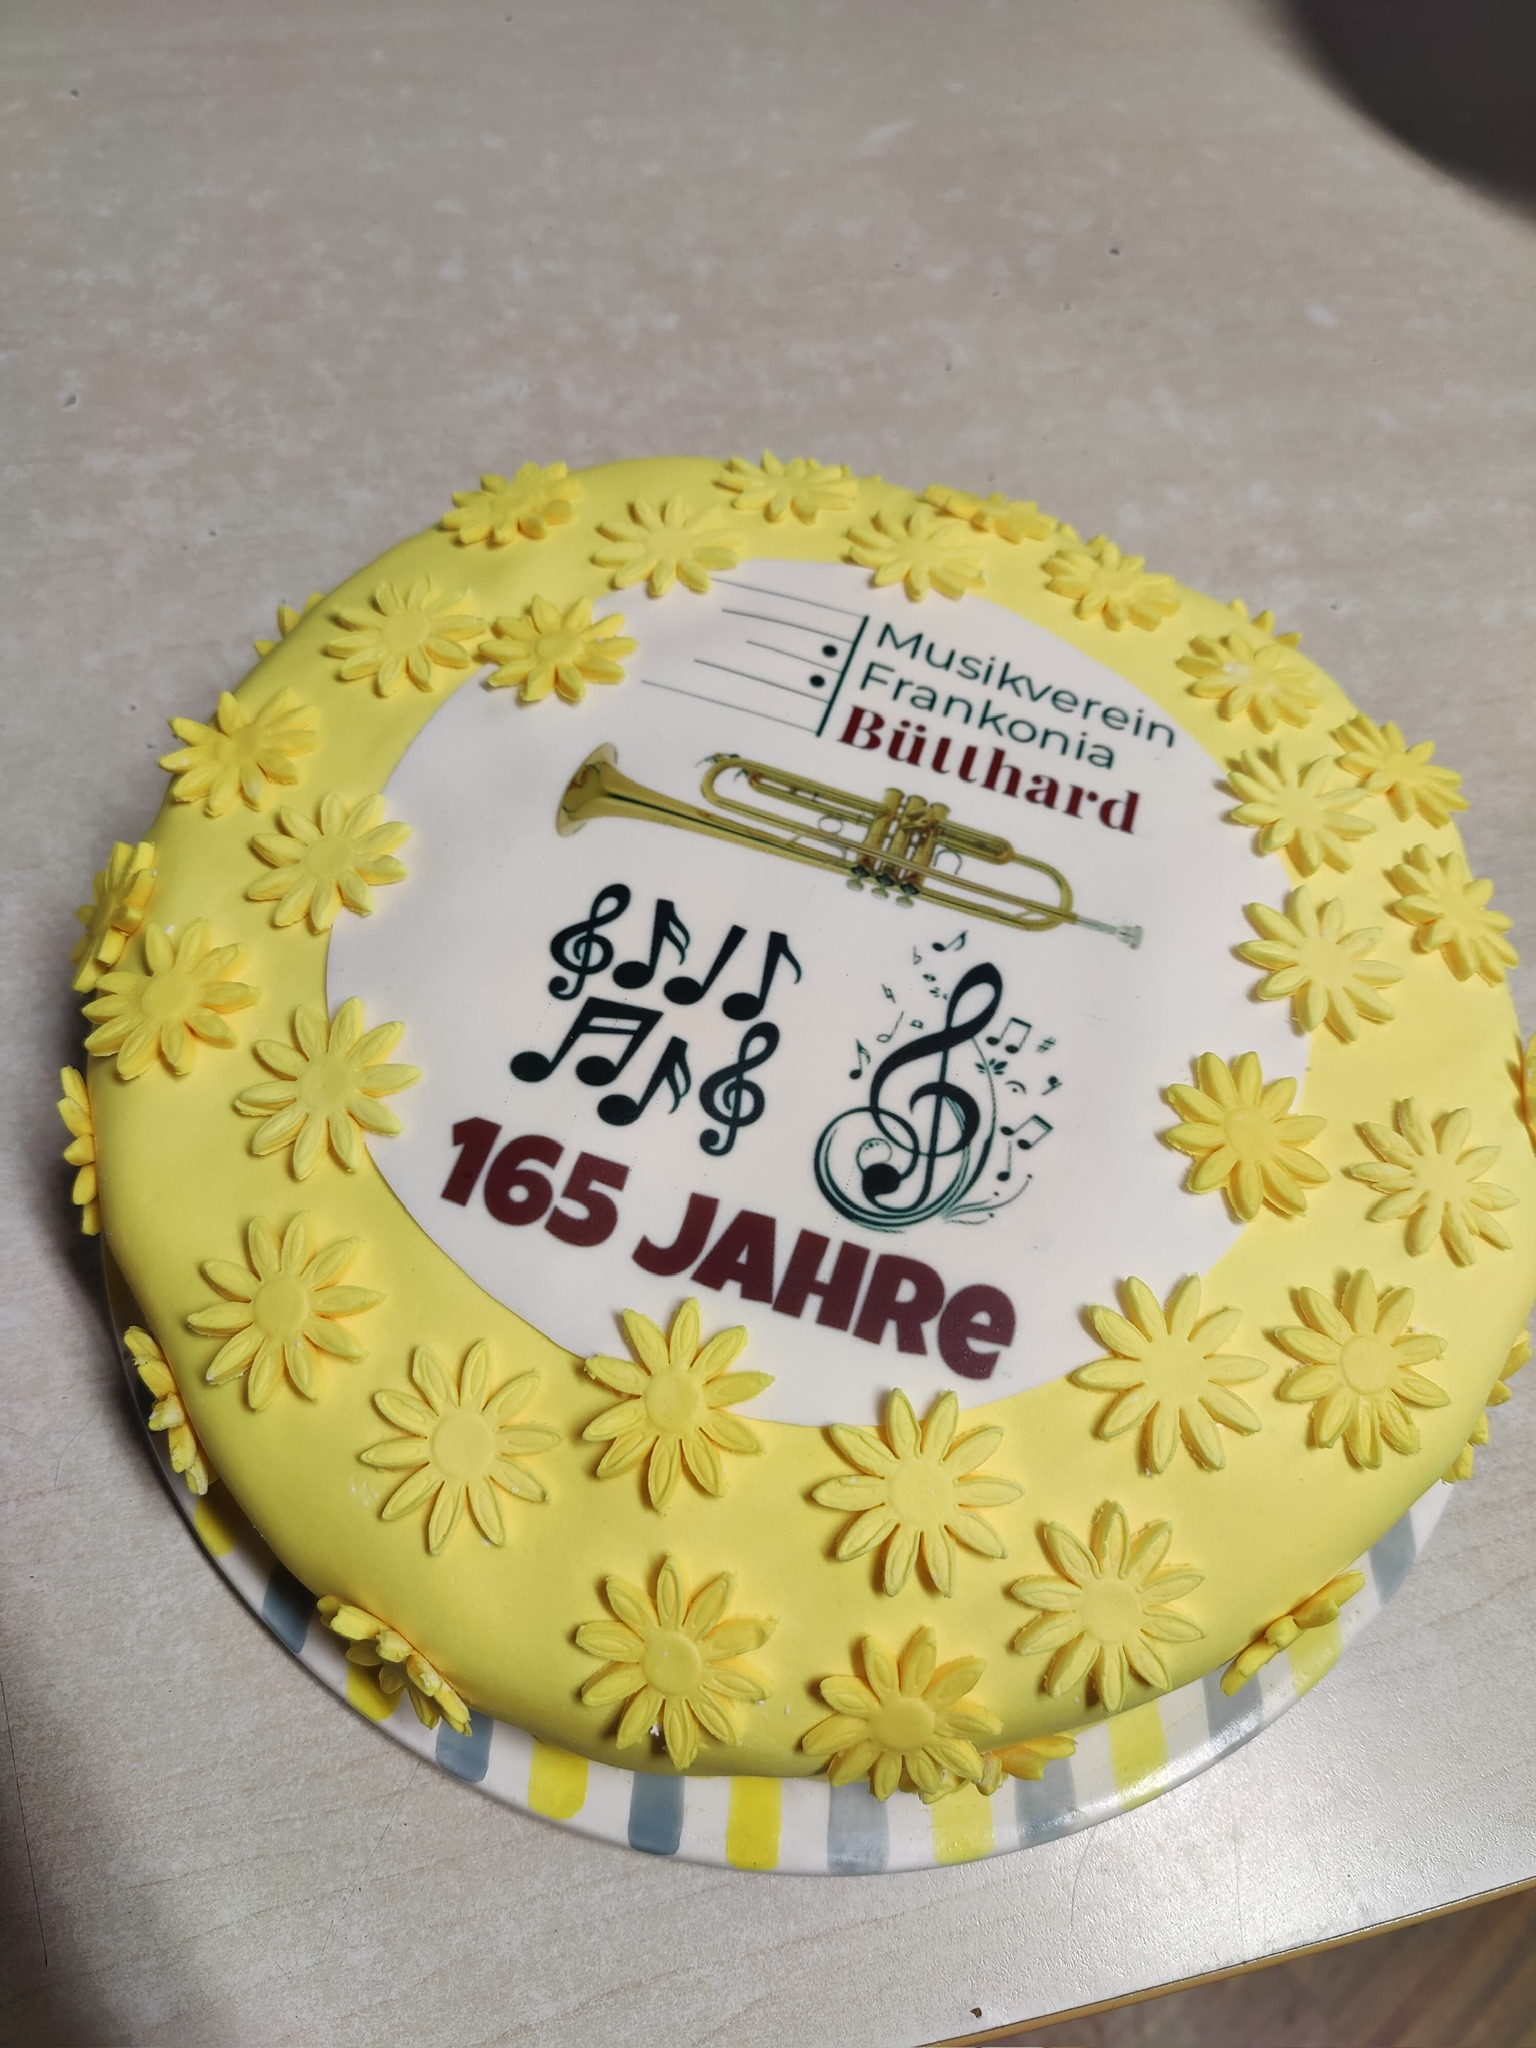 Musikverein
Frankonia
Bütthard
165 JAHRe